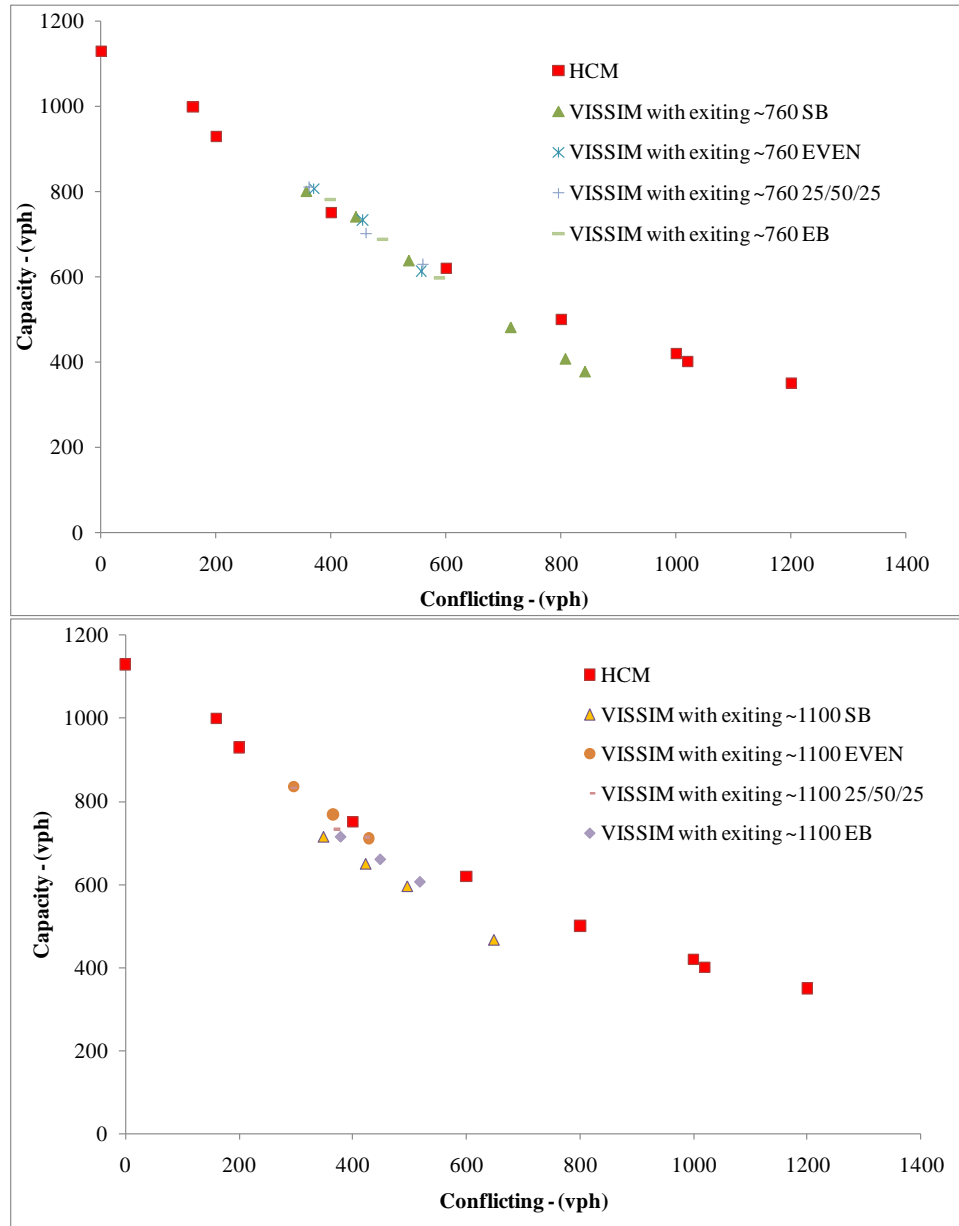 1200
1000
800
600
400
200
0
Capacity - (vph)
HCM
VISSIM with exiting ~760 SB
VISSIM with exiting ~760 EVEN
VISSIM with exiting ~760 25/50/25
VISSIM with exiting ~760 EB
0 200 400 600 800 1000 1200 1400
Conflicting - (vph)
1200
1000
800
600
400
200
0
Capacity - (vph)
HCM
VISSIM with exiting ~1100 SB
VISSIM with exiting ~1100 EVEN
VISSIM with exiting ~1100 25/50/25
VISSIM with exiting ~1100 EB
0 200 400 600 800 1000 1200 1400
Conflicting - (vph)